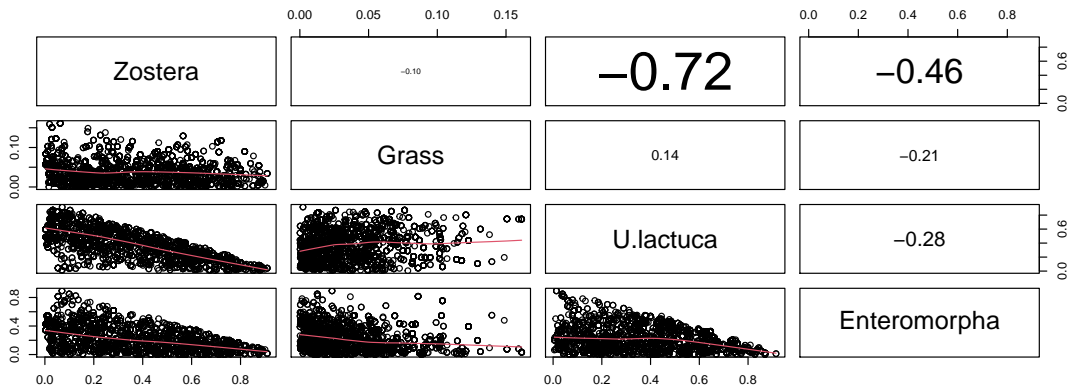 0.00 0.05 0.10 0.15 0.0 0.2 0.4 0.6 0.8
Zostera −0.10 −0.72 −0.46 0.0 0.6
0.00 0.10 Grass 0.14 −0.21
U.lactuca −0.28 0.0 0.6
0.0 0.4 0.8 Enteromorpha
0.0 0.2 0.4 0.6 0.8 0.0 0.2 0.4 0.6 0.8